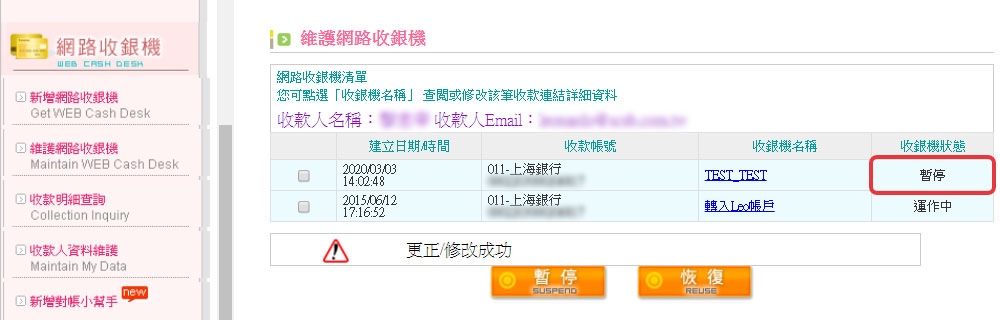 網路收銀機
WEB CASH DESK
新增網路收銀機
Get WEB Cash Desk
維護網路收銀機
Maintain WEB Cash Desk
收款明細查詢
Collection Inquiry
收款人資料維護
Maintain My Data
新增對帳小幫手 new
維護網路收銀機
網路收銀機清單
您可點選「收銀機名稱」 查閱或修改該筆收款連結詳細資料
收款人名稱： 收款人Email：
建立日期/時間 收款帳號 收銀機名稱 收銀機狀態
2020/03/03 011-上海銀行 TEST_TEST 暫停
14:02:48
2015/06/12 011-上海銀行 轉入Leo帳戶 運作中
17:16:52
更正/修改成功
暫停 恢復
SUSPEND REUSE